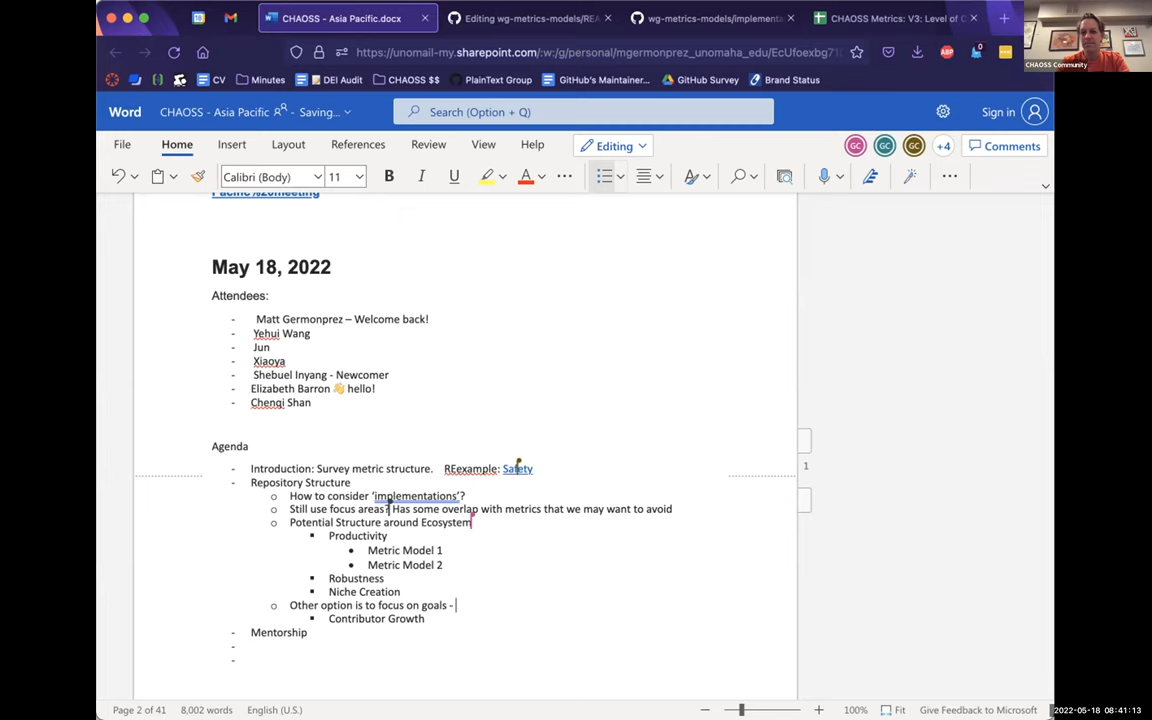 CHAOSS - Asia Pacific.docx
Editing wg-metrics-models/REA
wg-metrics-models/implementa
CHAOSS Metrics: V3: Level of C
https://unomail-my.sharepoint.com/:w:/g/personal/mgermonprez_unomaha_edu/EcUfoexbg71
CHAOSS Community
CV
Minutes
DEI Audit
CHAOSS $$
PlainText Group
GitHub's Maintainer...
GitHub Survey
Brand Status
Word
CHAOSS - Asia Pacific
- Saving...
Search (Option + Q)
Sign in
File
Home
Insert
Layout
References
Review
View
Help
Editing
GC
GC
GC
+4
Comments
Calibri (Body)
11
B
I
U
A
Pacific%20meeting
May 18, 2022
Attendees:
- Matt Germonprez – Welcome back!
- Yehui Wang
- Jun
- Xiaoya
- Shebuel Inyang - Newcomer
- Elizabeth Barron 👋 hello!
- Chenqi Shan
Agenda
- Introduction: Survey metric structure. REexample: Safety
- Repository Structure
o How to consider 'implementations'?
o Still use focus areas? Has some overlap with metrics that we may want to avoid
o Potential Structure around Ecosystem
▪ Productivity
• Metric Model 1
• Metric Model 2
▪ Robustness
▪ Niche Creation
o Other option is to focus on goals -
▪ Contributor Growth
- Mentorship
-
-
1
Page 2 of 41
8,002 words
English (U.S.)
100%
Fit
Give Feedback to Microsoft
2022-05-18 08:41:13